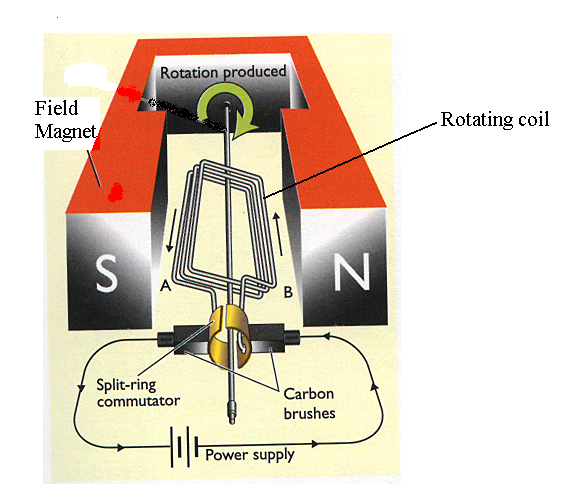 Rotation produced
Field
Magnet
Rotating coil
S
N
A
B
Split-ring
commutator
Carbon
brushes
Power supply